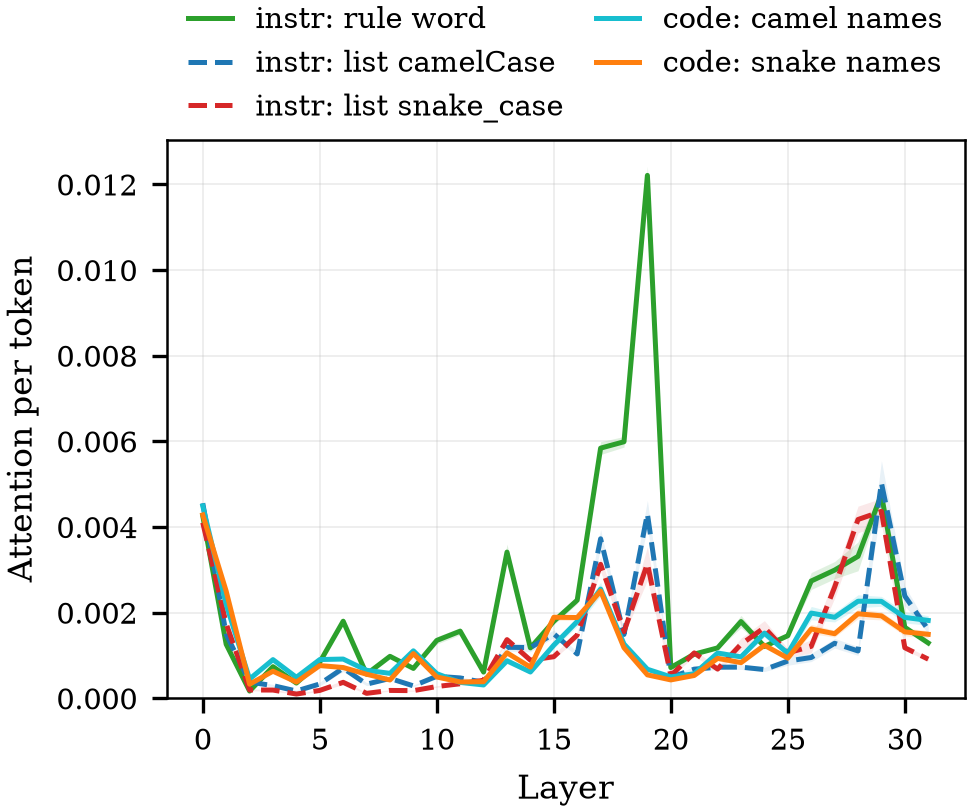 instr: rule word
instr: list camelCase
instr: list snake_case
code: camel names
code: snake names
0.012
0.010
0.008
0.006
0.004
0.002
0.000
Attention per token
0 5 10 15 20 25 30
Layer